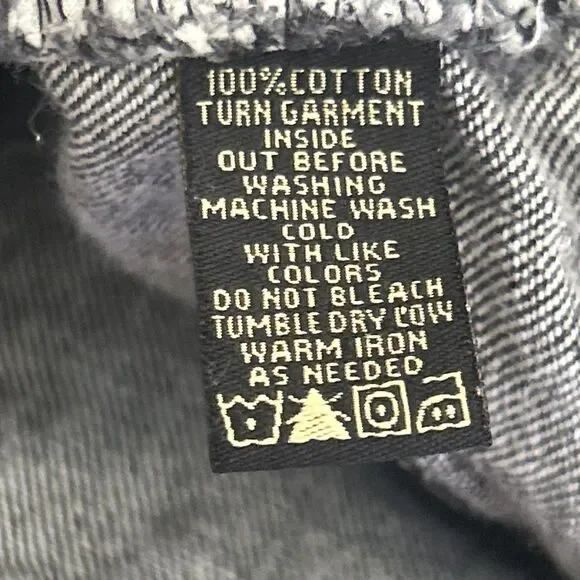 100%COTTON
TURN GARMENT
INSIDE
OUT BEFORE
WASHING
MACHINE WASH
COLD
WITH LIKE
COLORS
DO NOT BLEACH
TUMBLE DRY LOW
WARM IRON
AS NEEDED